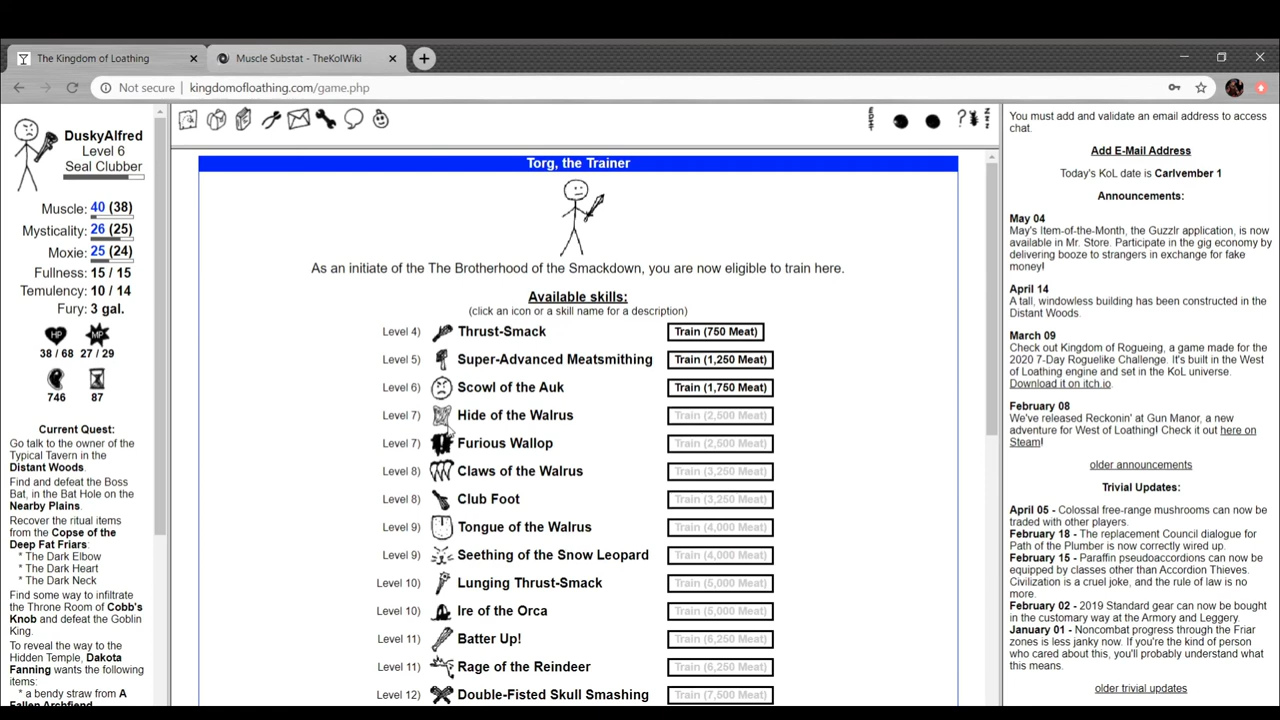 The Kingdom of Loathing
Muscle Substat - TheKolWiki
Not secure | kingdomofloathing.com/game.php
DuskyAlfred
Level 6
Seal Clubber
Muscle: 40 (38)
Mysticality: 26 (25)
Moxie: 25 (24)
Fullness: 15 / 15
Temulency: 10 / 14
Fury: 3 gal.
HP MP
38 / 68 27 / 29
746 87
Current Quest:
Go talk to the owner of the
Typical Tavern in the
Distant Woods.
Find and defeat the Boss
Bat, in the Bat Hole on the
Nearby Plains.
Recover the ritual items
from the Copse of the
Deep Fat Friars:
* The Dark Elbow
* The Dark Heart
* The Dark Neck
Find some way to infiltrate
the Throne Room of Cobb's
Knob and defeat the Goblin
King.
To reveal the way to the
Hidden Temple, Dakota
Fanning wants the following
items:
* a bendy straw from A
Fallen Archfiend
Torg, the Trainer
As an initiate of the The Brotherhood of the Smackdown, you are now eligible to train here.
Available skills:
(click an icon or a skill name for a description)
Level 4) Thrust-Smack Train (750 Meat)
Level 5) Super-Advanced Meatsmithing Train (1,250 Meat)
Level 6) Scowl of the Auk Train (1,750 Meat)
Level 7) Hide of the Walrus Train (2,500 Meat)
Level 7) Furious Wallop Train (2,500 Meat)
Level 8) Claws of the Walrus Train (3,250 Meat)
Level 8) Club Foot Train (3,250 Meat)
Level 9) Tongue of the Walrus Train (4,000 Meat)
Level 9) Seething of the Snow Leopard Train (4,000 Meat)
Level 10) Lunging Thrust-Smack Train (5,000 Meat)
Level 10) Ire of the Orca Train (5,000 Meat)
Level 11) Batter Up! Train (6,250 Meat)
Level 11) Rage of the Reindeer Train (6,250 Meat)
Level 12) Double-Fisted Skull Smashing Train (7,500 Meat)
You must add and validate an email address to access
chat.
Add E-Mail Address
Today's KoL date is Carlvember 1
Announcements:
May 04
May's Item-of-the-Month, the Guzzlr application, is now
available in Mr. Store. Participate in the gig economy by
delivering booze to strangers in exchange for fake
money!
April 14
A tall, windowless building has been constructed in the
Distant Woods.
March 09
Check out Kingdom of Rogueing, a game made for the
2020 7-Day Roguelike Challenge. It's built in the West
of Loathing engine and set in the KoL universe.
Download it on itch.io.
February 08
We've released Reckonin' at Gun Manor, a new
adventure for West of Loathing! Check it out here on
Steam!
older announcements
Trivial Updates:
April 05 - Colossal free-range mushrooms can now be
traded with other players.
February 18 - The replacement Council dialogue for
Path of the Plumber is now correctly wired up.
February 15 - Paraffin pseudoaccordions can now be
equipped by classes other than Accordion Thieves.
Civilization is a cruel joke, and the rule of law is no
more.
February 02 - 2019 Standard gear can now be bought
in the customary way at the Armory and Leggery.
January 01 - Noncombat progress through the Friar
zones is less janky now. If you're the kind of person
who cared about this, you'll probably understand what
this means.
older trivial updates